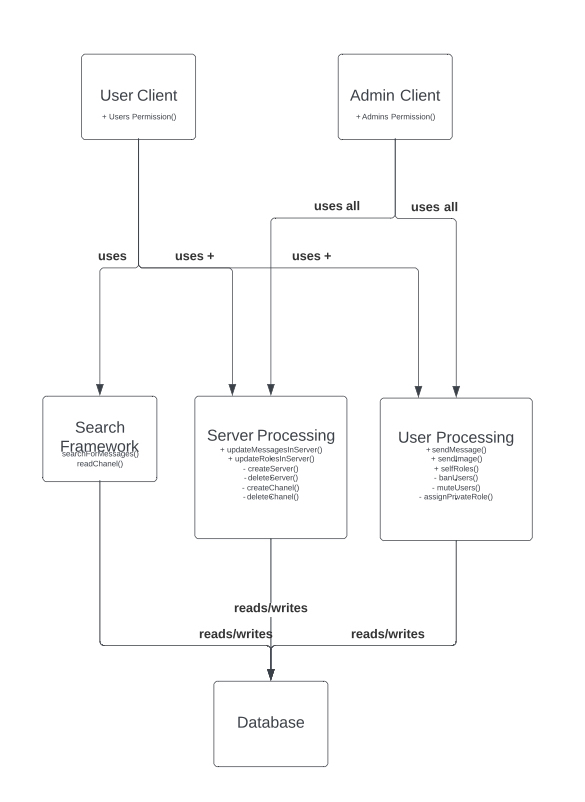 User Client
+ Users Permission()
Admin Client
+ Admins Permission()
uses all
uses all
uses
uses +
uses +
Search
Framework
searchForMessages()
readChanel()
Server Processing
+ updateMessagesInServer()
+ updateRolesInServer()
- createServer()
- deleteServer()
- createChanel()
- deleteChanel()
User Processing
+ sendMessage()
+ sendImage()
+ selfRoles()
- banUsers()
- muteUsers()
- assignPrivateRole()
reads/writes
reads/writes
reads/writes
Database